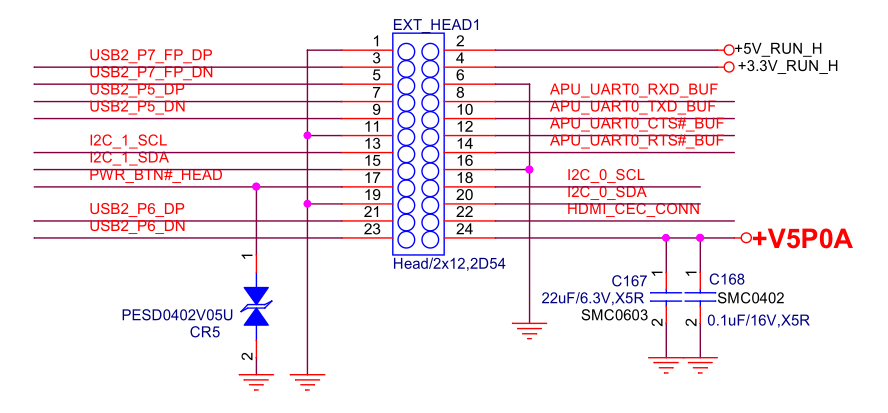 EXT_HEAD1
1 2 +5V_RUN_H
USB2_P7_FP_DP 3 4 +3.3V_RUN_H
USB2_P7_FP_DN 5 6
USB2_P5_DP 7 8 APU_UART0_RXD_BUF
USB2_P5_DN 9 10 APU_UART0_TXD_BUF
11 12 APU_UART0_CTS#_BUF
I2C_1_SCL 13 14 APU_UART0_RTS#_BUF
I2C_1_SDA 15 16
PWR_BTN#_HEAD 17 18 I2C_0_SCL
19 20 I2C_0_SDA
USB2_P6_DP 21 22 HDMI_CEC_CONN
USB2_P6_DN 23 24 +V5P0A
Head/2x12,2D54
1
PESD0402V05U
CR5
2
1 1
C167 C168
22uF/6.3V,X5R SMC0402
SMC0603 0.1uF/16V,X5R
2 2